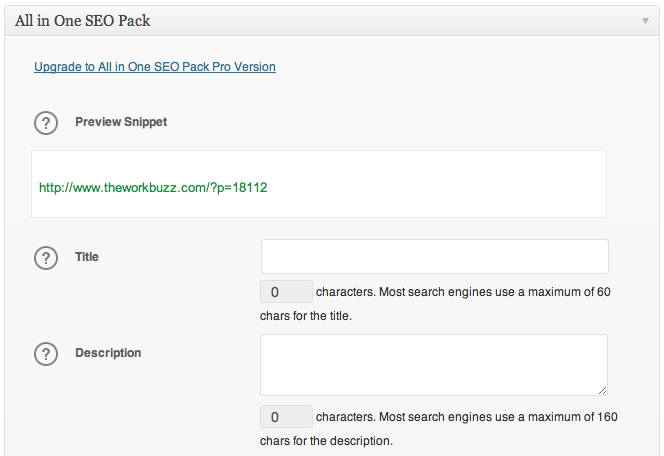 All in One SEO Pack
Upgrade to All in One SEO Pack Pro Version
? Preview Snippet
http://www.theworkbuzz.com/?p=18112
? Title
0 characters. Most search engines use a maximum of 60
chars for the title.
? Description
0 characters. Most search engines use a maximum of 160
chars for the description.